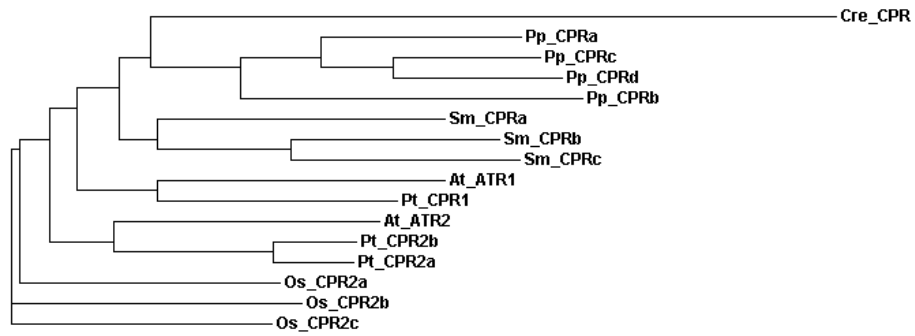 Cre_CPR
Pp_CPRa
Pp_CPRc
Pp_CPRd
Pp_CPRb
Sm_CPRa
Sm_CPRb
Sm_CPRc
At_ATR1
Pt_CPR1
At_ATR2
Pt_CPR2b
Pt_CPR2a
Os_CPR2a
Os_CPR2b
Os_CPR2c